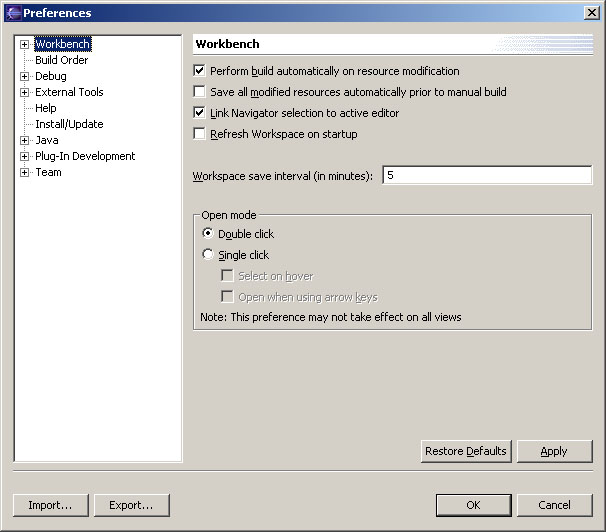 Preferences
Workbench
Build Order
Debug
External Tools
Help
Install/Update
Java
Plug-In Development
Team
Workbench
Perform build automatically on resource modification
Save all modified resources automatically prior to manual build
Link Navigator selection to active editor
Refresh Workspace on startup
Workspace save interval (in minutes): 5
Open mode
Double click
Single click
Select on hover
Open when using arrow keys
Note: This preference may not take effect on all views
Restore Defaults Apply
Import... Export... OK Cancel